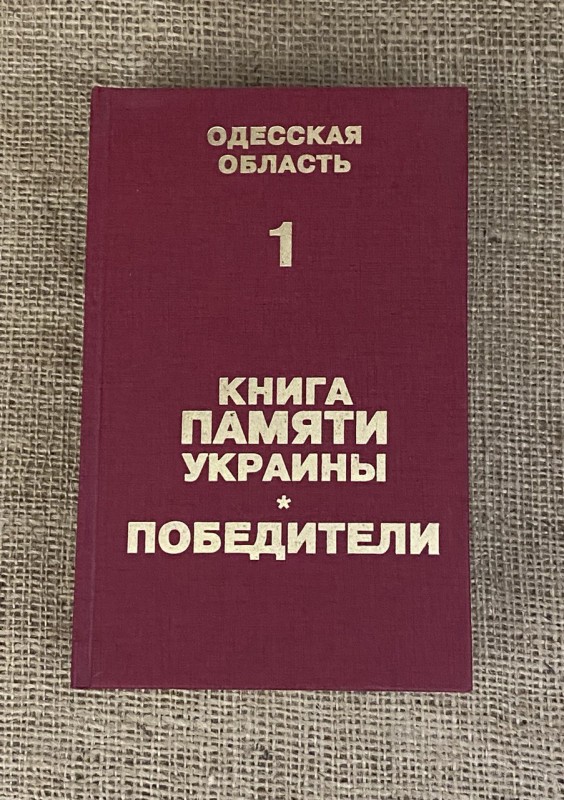 ОДЕССКАЯ
ОБЛАСТЬ
1
КНИГА
ПАМЯТИ
УКРАИНЫ
*
ПОБЕДИТЕЛИ